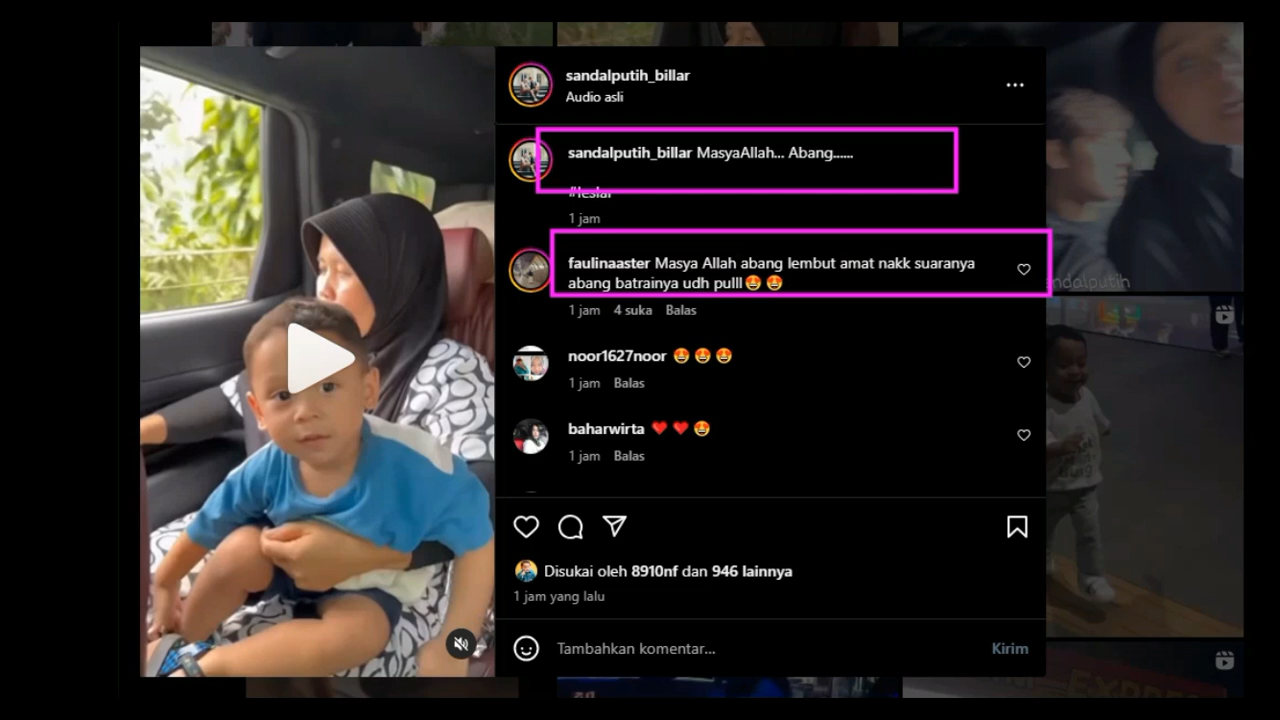 sandalputih_billar
Audio asli
sandalputih_billar MasyaAllah... Abang......
#leslar
1 jam
faulinaaster Masya Allah abang lembut amat nakk suaranya
abang batrainya udh pulll🤩 🤩
1 jam 4 suka Balas
noor1627noor 🤩 🤩 🤩
1 jam Balas
baharwirta ❤️ ❤️ 🤩
1 jam Balas
Disukai oleh 8910nf dan 946 lainnya
1 jam yang lalu
Tambahkan komentar...
Kirim
ndalputih